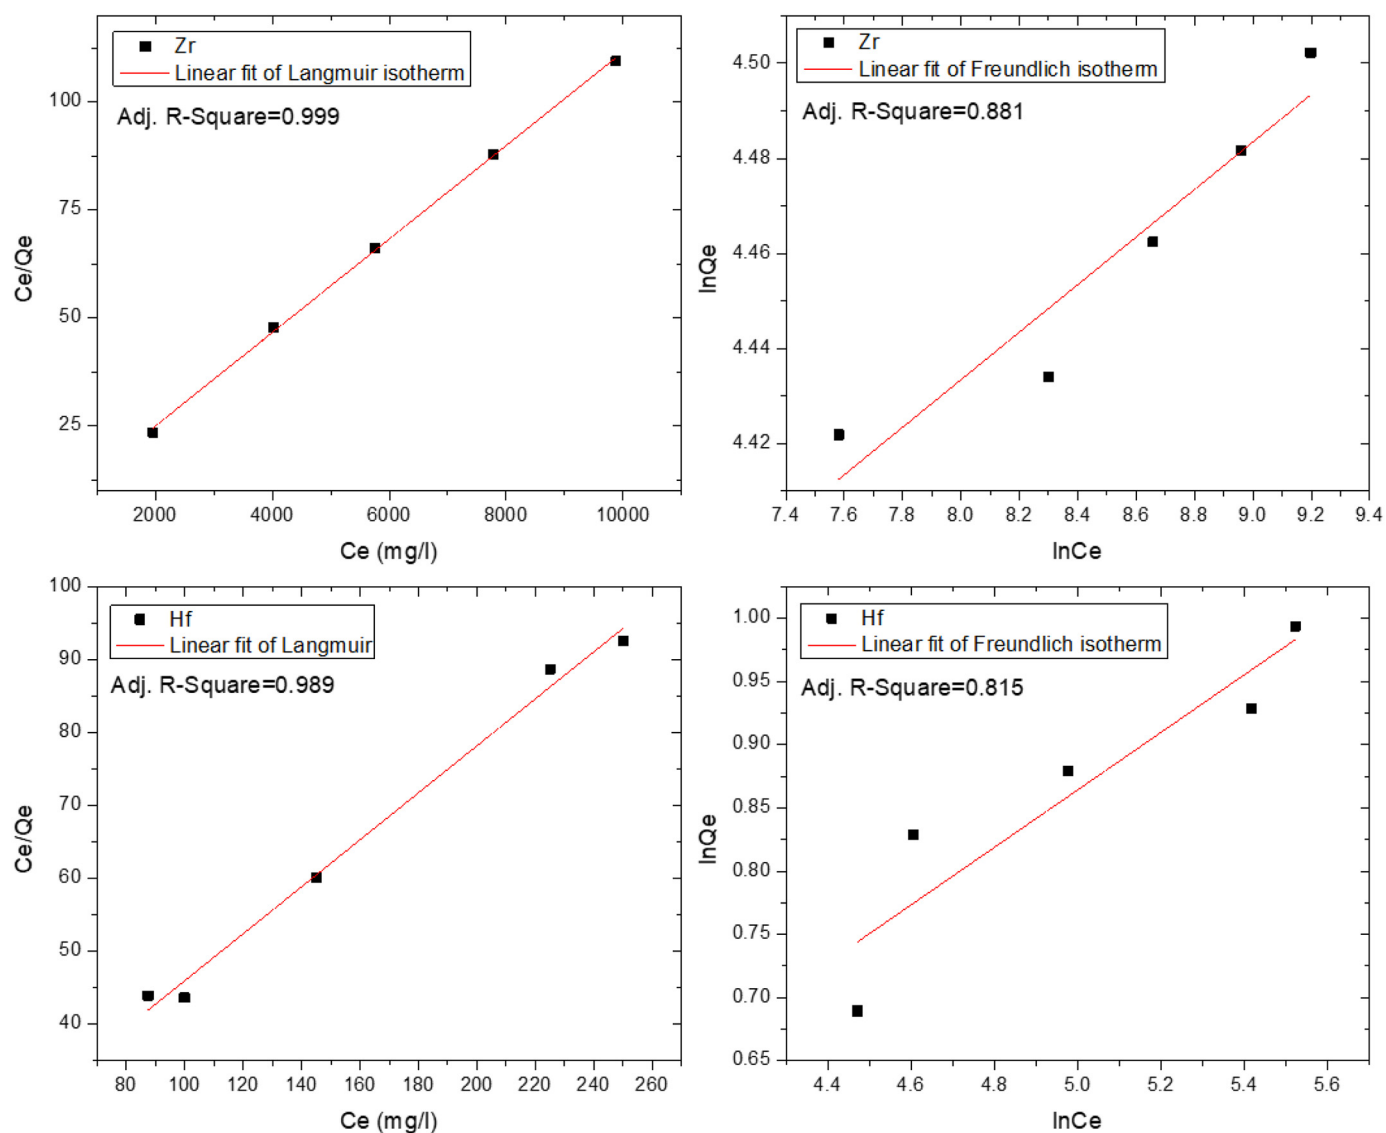 Zr
Linear fit of Langmuir isotherm
Adj. R-Square=0.999
100
75
50
25
Ce/Qe
2000 4000 6000 8000 10000
Ce (mg/l)
Zr
Linear fit of Freundlich isotherm
Adj. R-Square=0.881
4.50
4.48
4.46
4.44
4.42
lnQe
7.4 7.6 7.8 8.0 8.2 8.4 8.6 8.8 9.0 9.2 9.4
lnCe
Hf
Linear fit of Langmuir
Adj. R-Square=0.989
100
90
80
70
60
50
40
Ce/Qe
80 100 120 140 160 180 200 220 240 260
Ce (mg/l)
Hf
Linear fit of Freundlich isotherm
Adj. R-Square=0.815
1.00
0.95
0.90
0.85
0.80
0.75
0.70
0.65
lnQe
4.4 4.6 4.8 5.0 5.2 5.4 5.6
lnCe